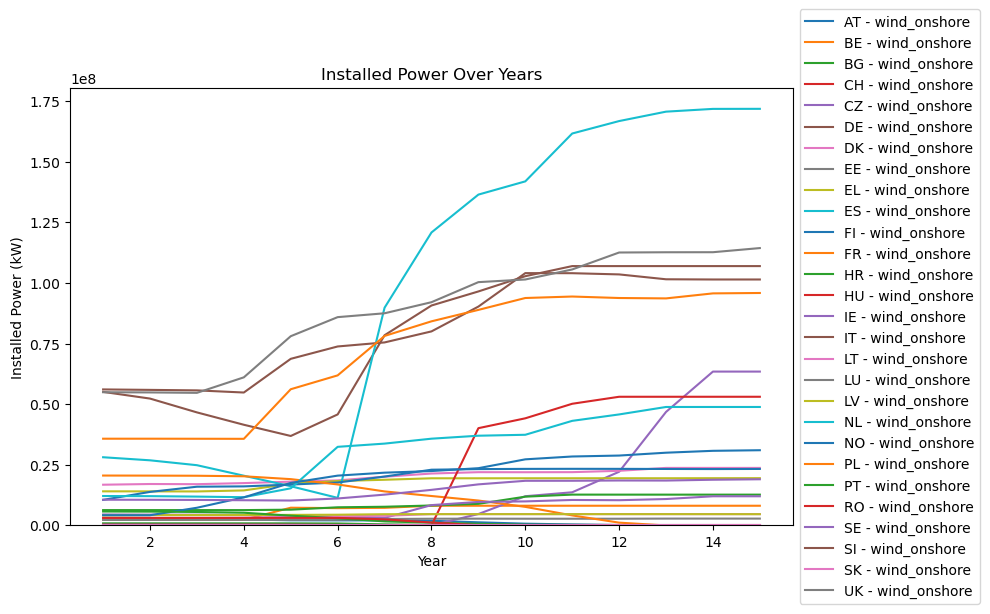 Installed Power Over Years
1e8
1.75
1.50
1.25
1.00
0.75
0.50
0.25
0.00
Installed Power (kW)
2 4 6 8 10 12 14
Year
AT - wind_onshore
BE - wind_onshore
BG - wind_onshore
CH - wind_onshore
CZ - wind_onshore
DE - wind_onshore
DK - wind_onshore
EE - wind_onshore
EL - wind_onshore
ES - wind_onshore
FI - wind_onshore
FR - wind_onshore
HR - wind_onshore
HU - wind_onshore
IE - wind_onshore
IT - wind_onshore
LT - wind_onshore
LU - wind_onshore
LV - wind_onshore
NL - wind_onshore
NO - wind_onshore
PL - wind_onshore
PT - wind_onshore
RO - wind_onshore
SE - wind_onshore
SI - wind_onshore
SK - wind_onshore
UK - wind_onshore